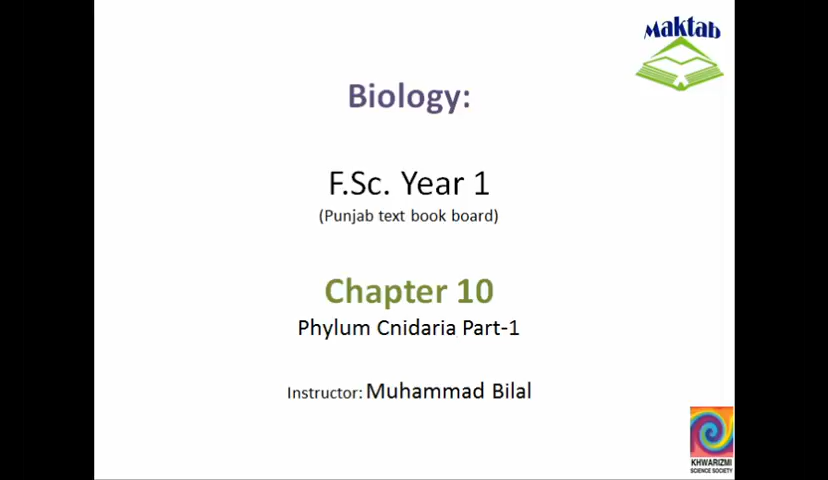 Maktab
Biology:
F.Sc. Year 1
(Punjab text book board)
Chapter 10
Phylum Cnidaria Part-1
Instructor: Muhammad Bilal
KHWARIZMI
SCIENCE SOCIETY